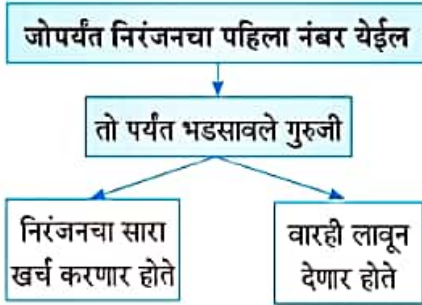 जोपर्यंत निरंजनचा पहिला नंबर येईल
तो पर्यंत भडसावले गुरुजी
निरंजनचा सारा
खर्च करणार होते
वारही लावून
देणार होते